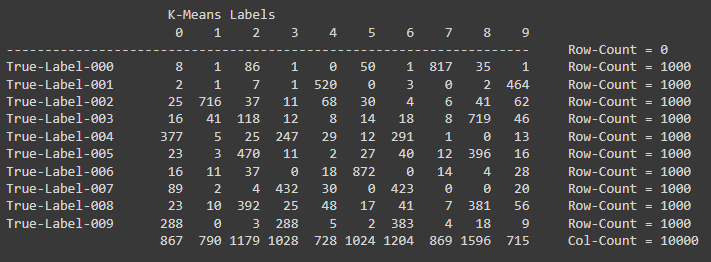 K-Means Labels
0 1 2 3 4 5 6 7 8 9
-------------------------------------------------------------------- Row-Count = 0
True-Label-000 8 1 86 1 0 50 1 817 35 1 Row-Count = 1000
True-Label-001 2 1 7 1 520 0 3 0 2 464 Row-Count = 1000
True-Label-002 25 716 37 11 68 30 4 6 41 62 Row-Count = 1000
True-Label-003 16 41 118 12 8 14 18 8 719 46 Row-Count = 1000
True-Label-004 377 5 25 247 29 12 291 1 0 13 Row-Count = 1000
True-Label-005 23 3 470 11 2 27 40 12 396 16 Row-Count = 1000
True-Label-006 16 11 37 0 18 872 0 14 4 28 Row-Count = 1000
True-Label-007 89 2 4 432 30 0 423 0 0 20 Row-Count = 1000
True-Label-008 23 10 392 25 48 17 41 7 381 56 Row-Count = 1000
True-Label-009 288 0 3 288 5 2 383 4 18 9 Row-Count = 1000
867 790 1179 1028 728 1024 1204 869 1596 715 Col-Count = 10000